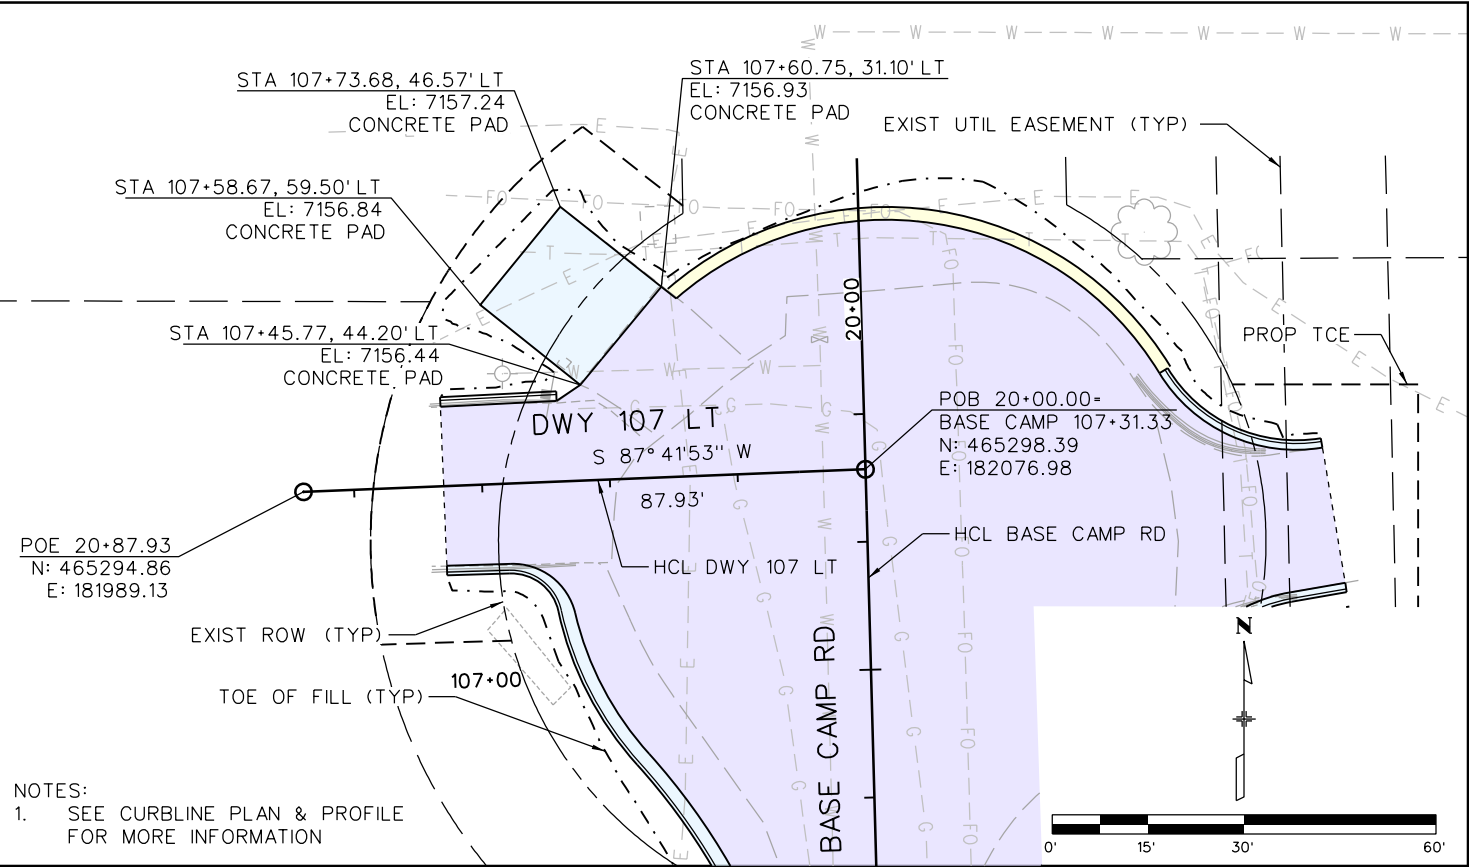 STA 107+73.68, 46.57' LT
EL: 7157.24
CONCRETE PAD
STA 107+60.75, 31.10' LT
EL: 7156.93
CONCRETE PAD
EXIST UTIL EASEMENT (TYP)
STA 107+58.67, 59.50' LT
EL: 7156.84
CONCRETE PAD
STA 107+45.77, 44.20' LT
EL: 7156.44
CONCRETE PAD
20+00
PROP TCE
DWY 107 LT
S 87°41'53" W
87.93'
POB 20+00.00=
BASE CAMP 107+31.33
N: 465298.39
E: 182076.98
POE 20+87.93
N: 465294.86
E: 181989.13
HCL BASE CAMP RD
HCL DWY 107 LT
EXIST ROW (TYP)
107+00
TOE OF FILL (TYP)
BASE CAMP RD
N
NOTES:
1. SEE CURBLINE PLAN & PROFILE
FOR MORE INFORMATION
0' 15' 30' 60'